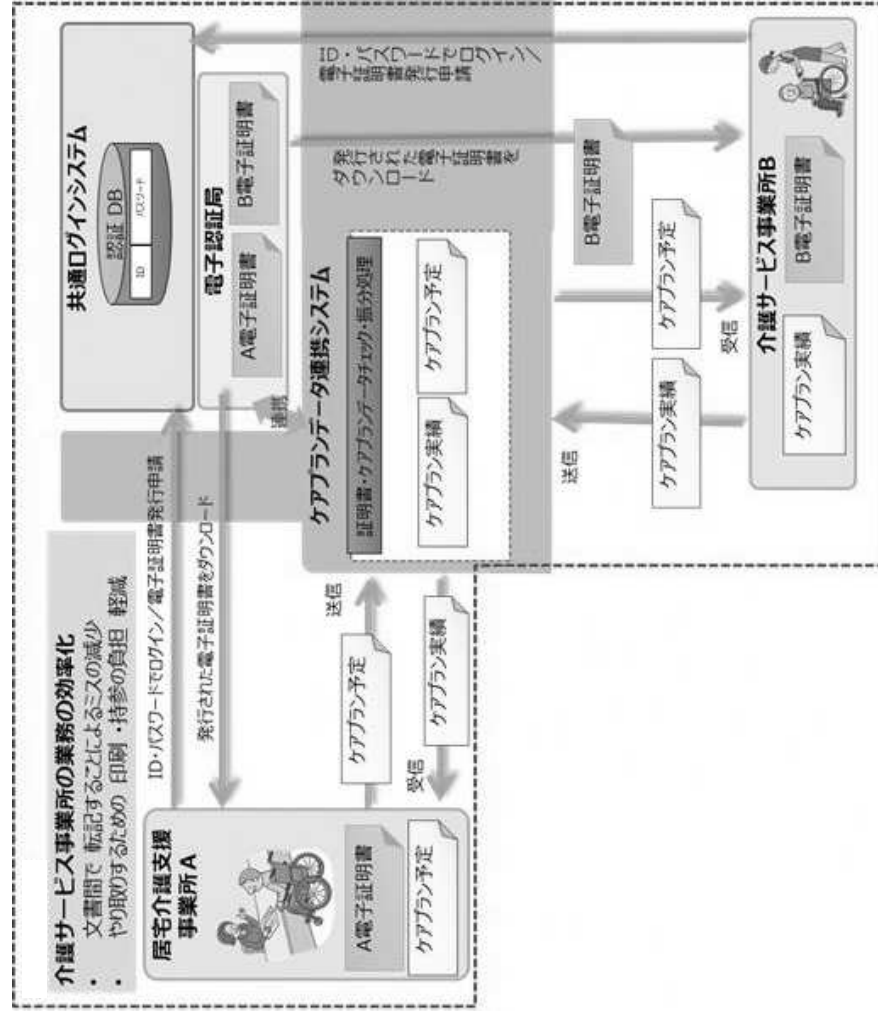 介護サービス事業所の業務の効率化
• 文書間で 転記することによるミスの減少
• やり取りするための 印刷 ・持参の負担 軽減
共通ログインシステム
認証 DB
ID
パスワード
ID・パスワードでログイン/電子証明書発行申請
発行された電子証明書をダウンロード
電子認証局
A電子証明書
B電子証明書
連携
ID・パスワードでログイン/
電子証明書発行申請
発行された電子証明書を
ダウンロード
居宅介護支援
事業所A
A電子証明書
ケアプラン予定
送信
ケアプラン予定
ケアプラン実績
受信
ケアプランデータ連携システム
証明書・ケアプランデータチェック・振分処理
ケアプラン実績
ケアプラン予定
B電子証明書
送信
ケアプラン実績
ケアプラン予定
受信
介護サービス事業所B
ケアプラン実績
B電子証明書